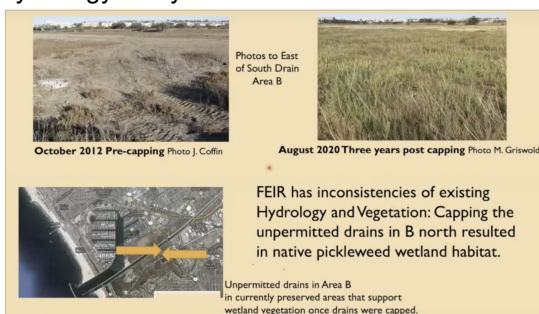 Photos to East
of South Drain
Area B
October 2012 Pre-capping Photo J. Coffin
August 2020 Three years post capping Photo M. Griswold
FEIR has inconsistencies of existing
Hydrology and Vegetation: Capping the
unpermitted drains in B north resulted
in native pickleweed wetland habitat.
Unpermitted drains in Area B
in currently preserved areas that support
wetland vegetation once drains were capped.